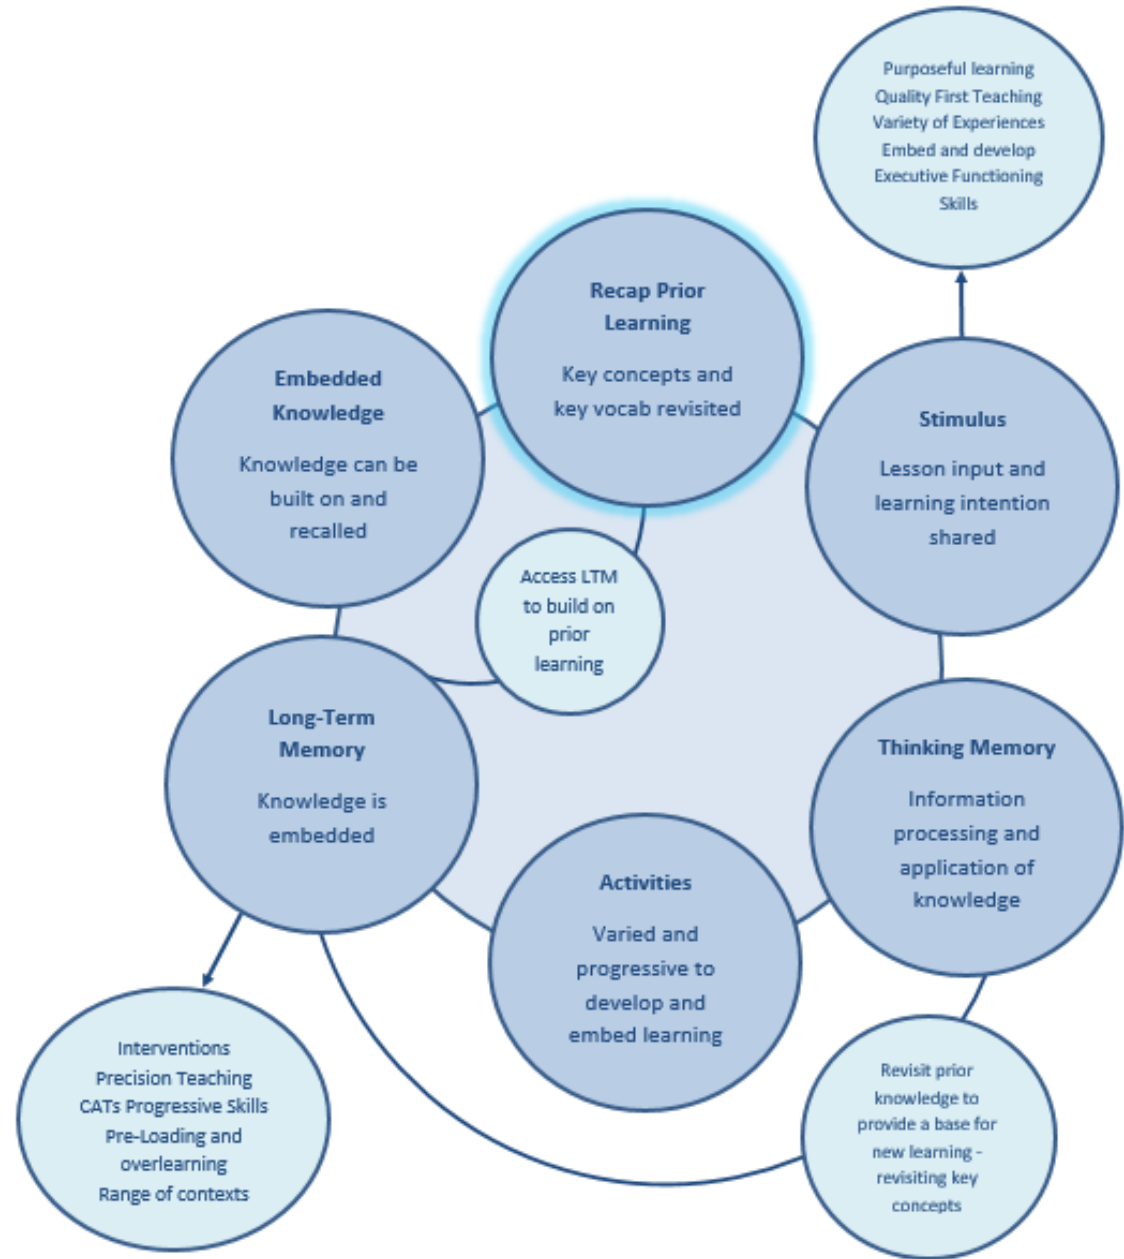 Purposeful learning
Quality First Teaching
Variety of Experiences
Embed and develop
Executive Functioning
Skills
Recap Prior
Learning
Key concepts and
key vocab revisited
Embedded
Knowledge
Knowledge can be
built on and
recalled
Stimulus
Lesson input and
learning intention
shared
Access LTM
to build on
prior
learning
Long-Term
Memory
Knowledge is
embedded
Thinking Memory
Information
processing and
application of
knowledge
Activities
Varied and
progressive to
develop and
embed learning
Interventions
Precision Teaching
CATs Progressive Skills
Pre-Loading and
overlearning
Range of contexts
Revisit prior
knowledge to
provide a base for
new learning -
revisiting key
concepts